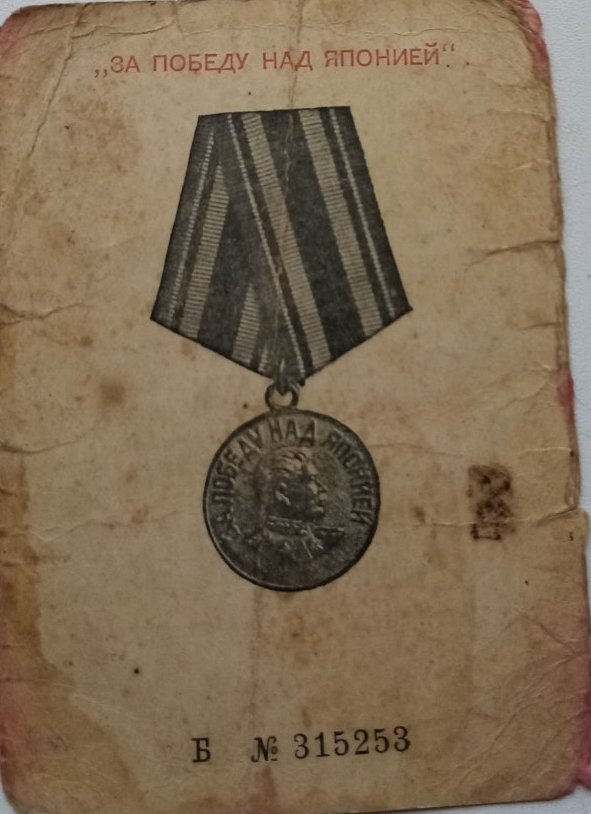 „ЗА ПОБЕДУ НАД ЯПОНИЕЙ“
ЗА ПОБЕДУ НАД ЯПОНИЕЙ
Б № 315253